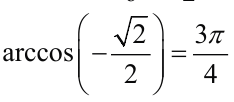 arccos(-√2/2) = 3π/4